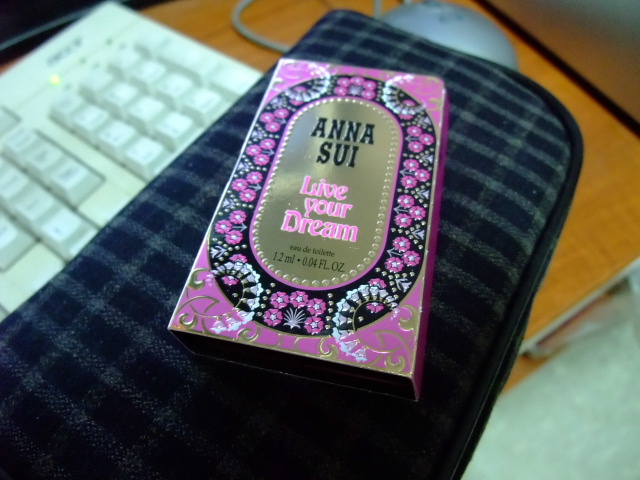 ANNA
SUI
Live
your
Dream
eau de toilette
1.2 ml • 0.04 FL. OZ.